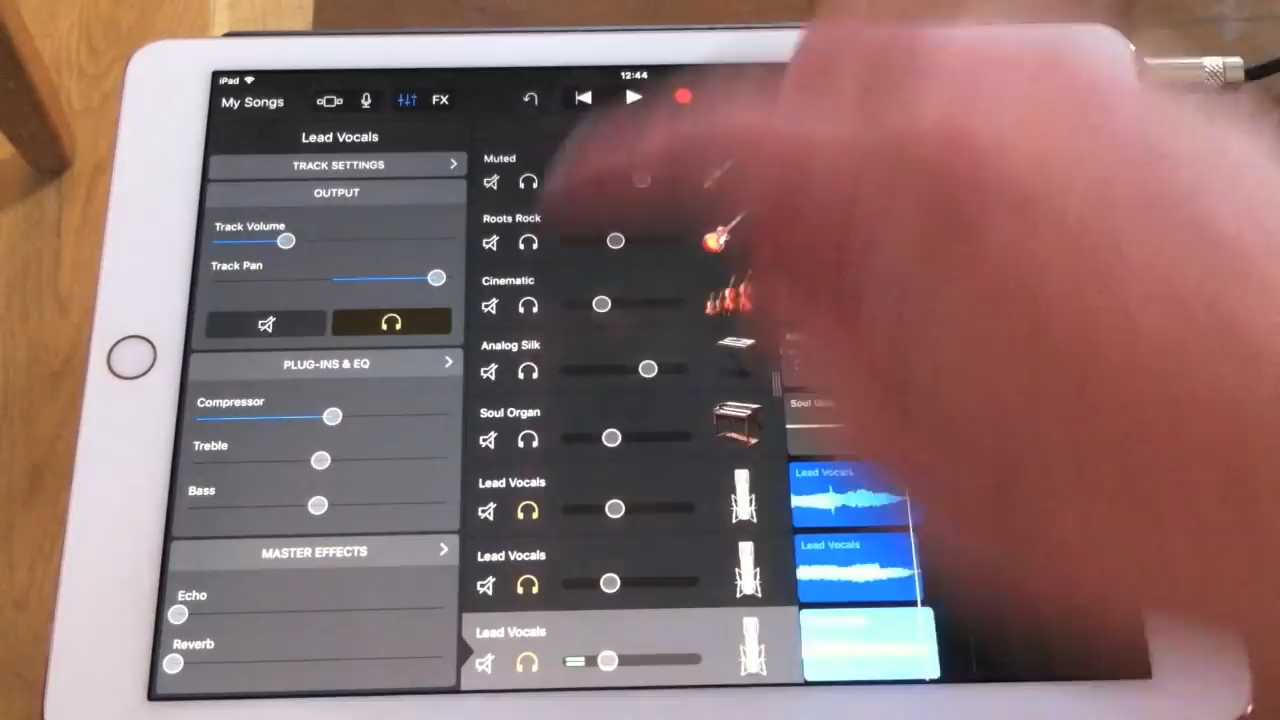 iPad
12:44
My Songs
FX
Lead Vocals
TRACK SETTINGS
OUTPUT
Track Volume
Track Pan
PLUG-INS & EQ
Compressor
Treble
Bass
MASTER EFFECTS
Echo
Reverb
Muted
Roots Rock
Cinematic
Analog Silk
Soul Organ
Lead Vocals
Lead Vocals
Lead Vocals
Soul
Lead Vocals
Lead Vocals